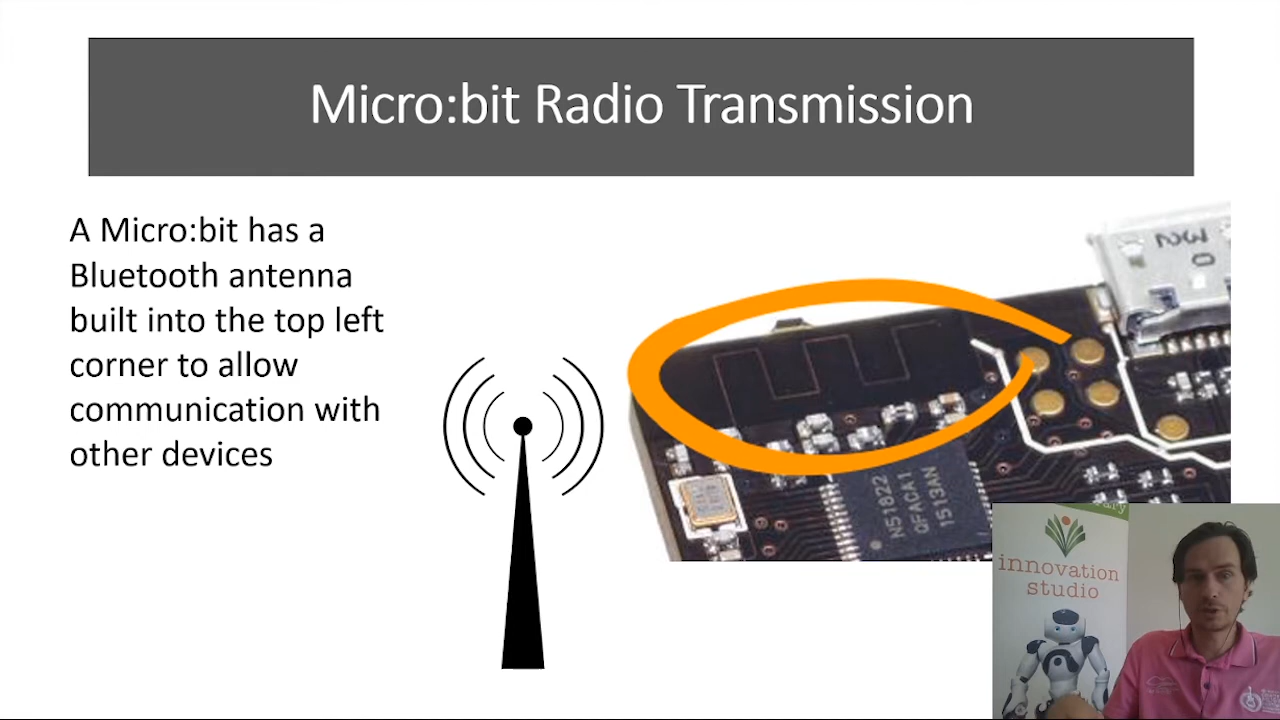 Micro:bit Radio Transmission
A Micro:bit has a
Bluetooth antenna
built into the top left
corner to allow
communication with
other devices
N51822
QFACA1
1513AN
innovation
studio